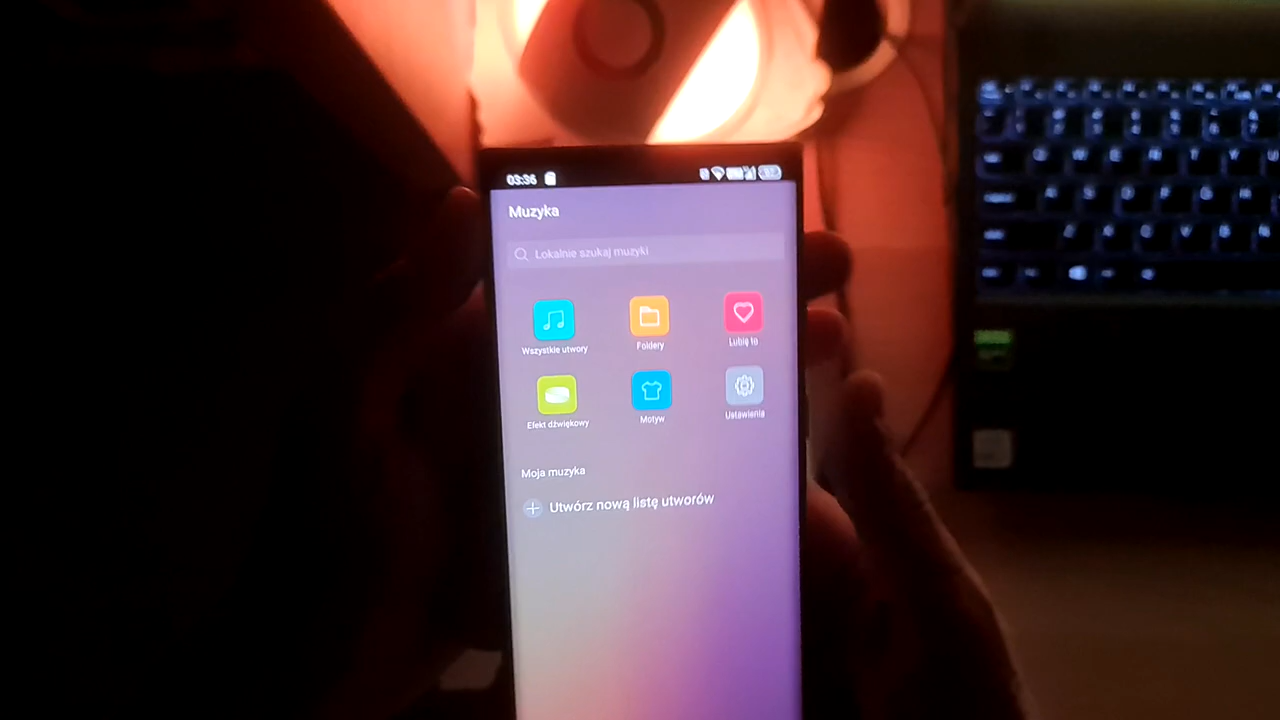 03:36
Muzyka
Lokalnie szukaj muzyki
Wszystkie utwory
Foldery
Lubię to
Efekt dźwiękowy
Motyw
Ustawienia
Moja muzyka
Utwórz nową listę utworów